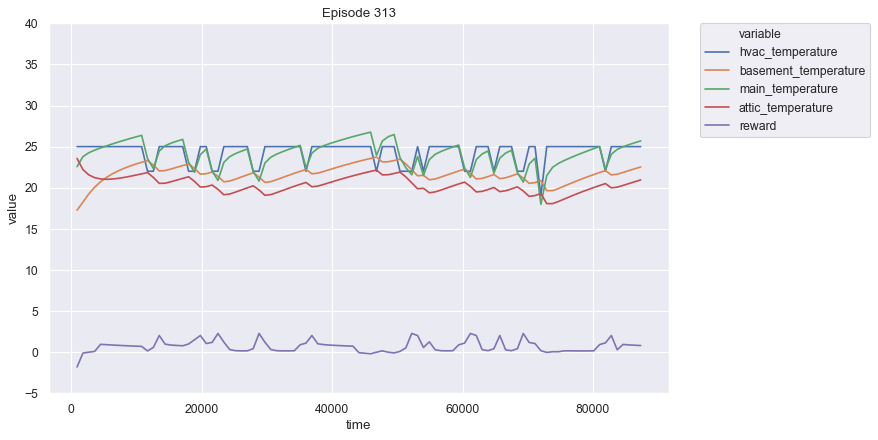 Episode 313
variable
hvac_temperature
basement_temperature
main_temperature
attic_temperature
reward
value
40
35
30
25
20
15
10
5
0
−5
0 20000 40000 60000 80000
time